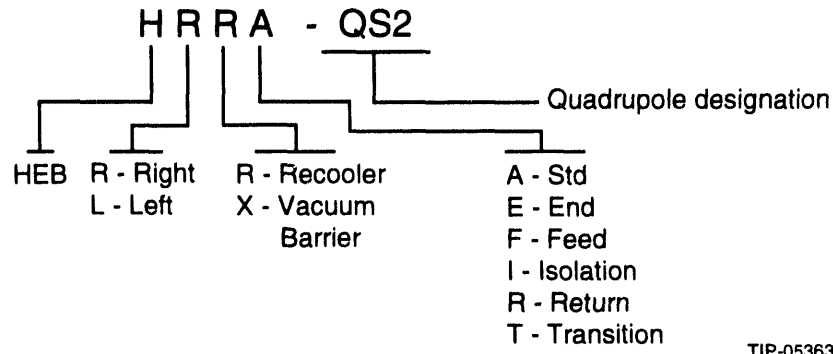 H R R A - QS2
Quadrupole designation
HEB
R - Right
L - Left
R - Recooler
X - Vacuum
Barrier
A - Std
E - End
F - Feed
I - Isolation
R - Return
T - Transition
TIP-05363